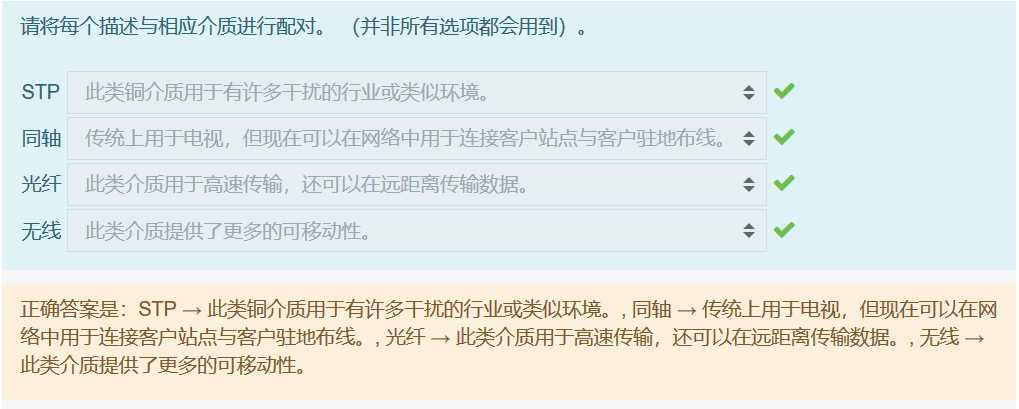 请将每个描述与相应介质进行配对。 （并非所有选项都会用到）。
STP 此类铜介质用于有许多干扰的行业或类似环境。
同轴 传统上用于电视，但现在可以在网络中用于连接客户站点与客户驻地布线。
光纤 此类介质用于高速传输，还可以在远距离传输数据。
无线 此类介质提供了更多的可移动性。
正确答案是：STP → 此类铜介质用于有许多干扰的行业或类似环境。, 同轴 → 传统上用于电视，但现在可以在网
络中用于连接客户站点与客户驻地布线。, 光纤 → 此类介质用于高速传输，还可以在远距离传输数据。, 无线 →
此类介质提供了更多的可移动性。